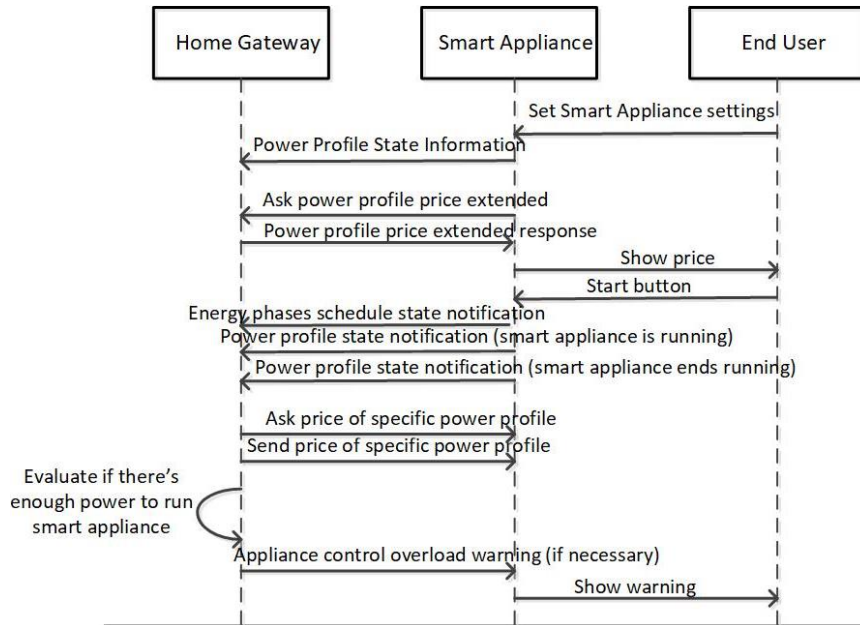 Home Gateway
Smart Appliance
End User
Set Smart Appliance settings
Power Profile State Information
Ask power profile price extended
Power profile price extended response
Show price
Start button
Energy phases schedule state notification
Power profile state notification (smart appliance is running)
Power profile state notification (smart appliance ends running)
Ask price of specific power profile
Send price of specific power profile
Evaluate if there's
enough power to run
smart appliance
Appliance control overload warning (if necessary)
Show warning